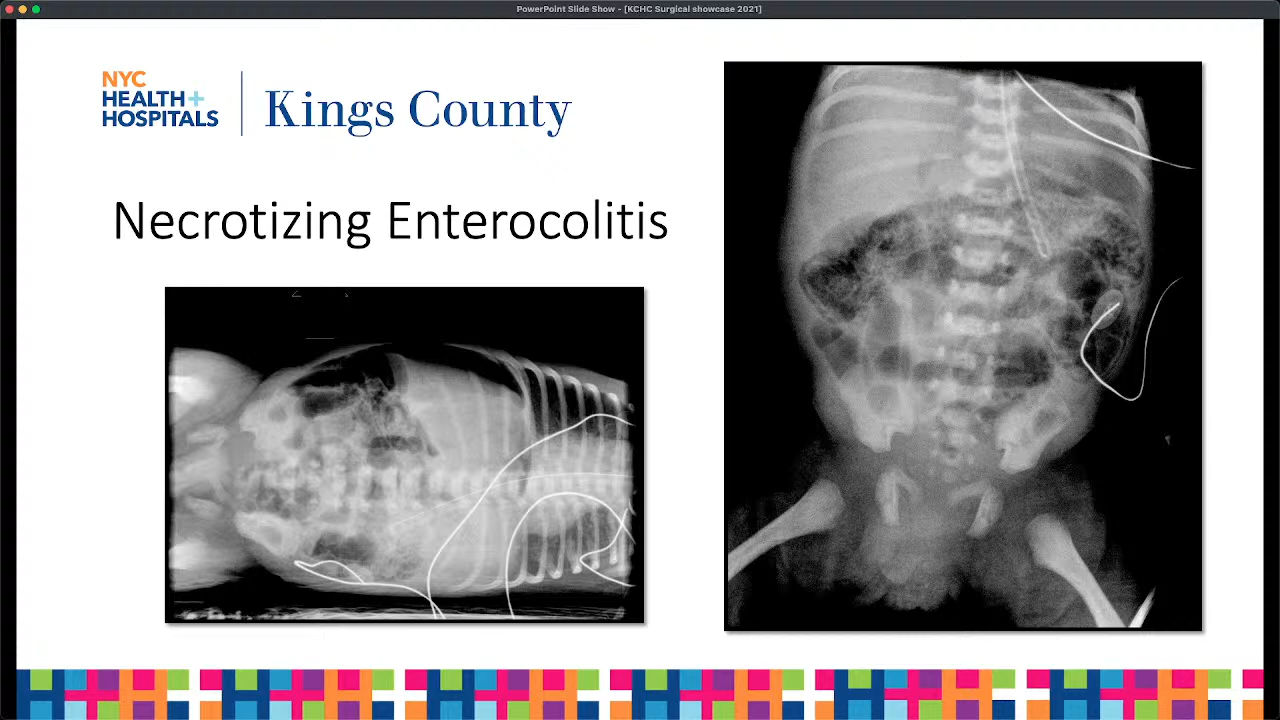 PowerPoint Slide Show - [KCHC Surgical showcase 2021]
NYC
HEALTH+
HOSPITALS
Kings County
Necrotizing Enterocolitis